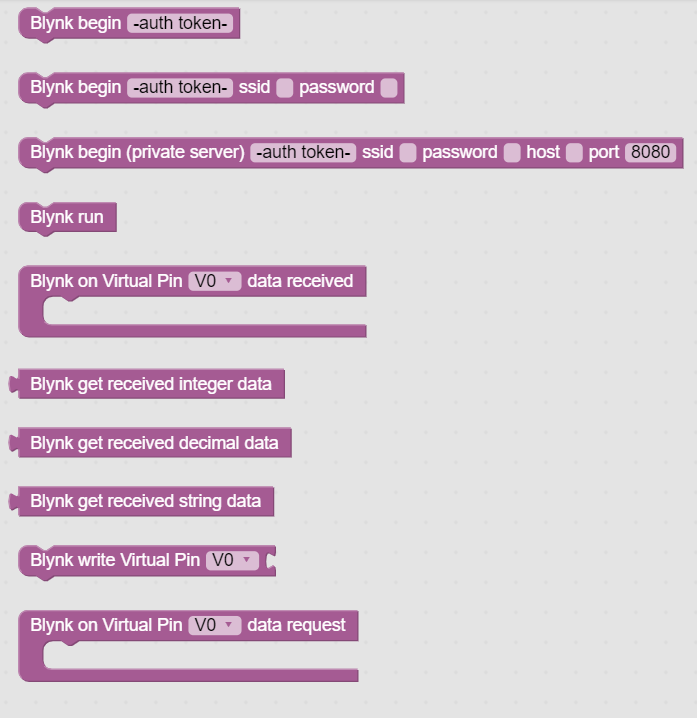 Blynk begin -auth token-
Blynk begin -auth token- ssid password
Blynk begin (private server) -auth token- ssid password host port 8080
Blynk run
Blynk on Virtual Pin V0 data received
Blynk get received integer data
Blynk get received decimal data
Blynk get received string data
Blynk write Virtual Pin V0
Blynk on Virtual Pin V0 data request